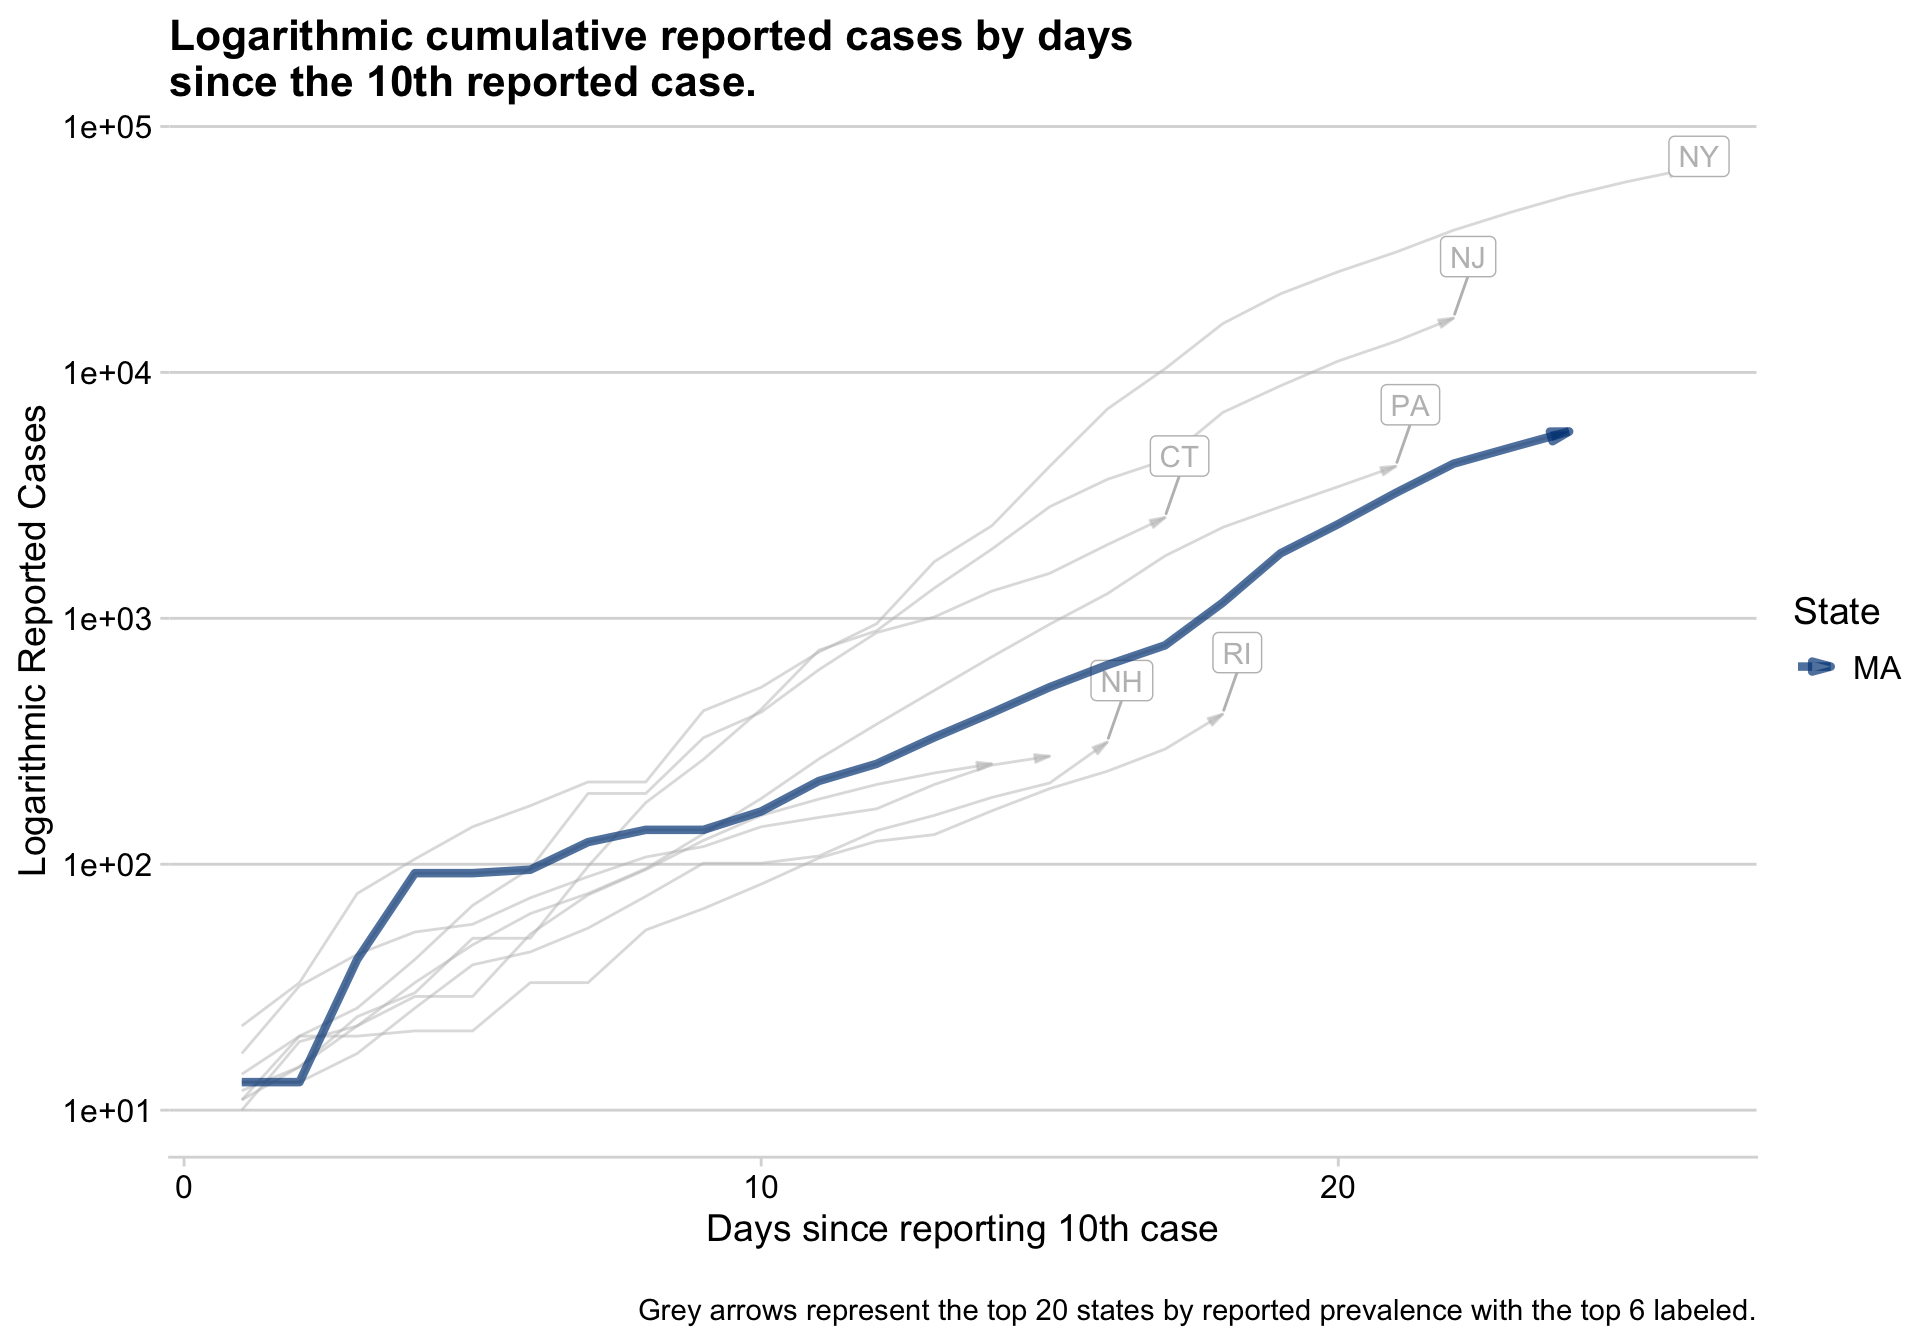 Logarithmic cumulative reported cases by days
since the 10th reported case.
1e+05
NY
NJ
1e+04
PA
CT
Logarithmic Reported Cases
1e+03
State
RI
MA
NH
1e+02
1e+01
0 10 20
Days since reporting 10th case
Grey arrows represent the top 20 states by reported prevalence with the top 6 labeled.